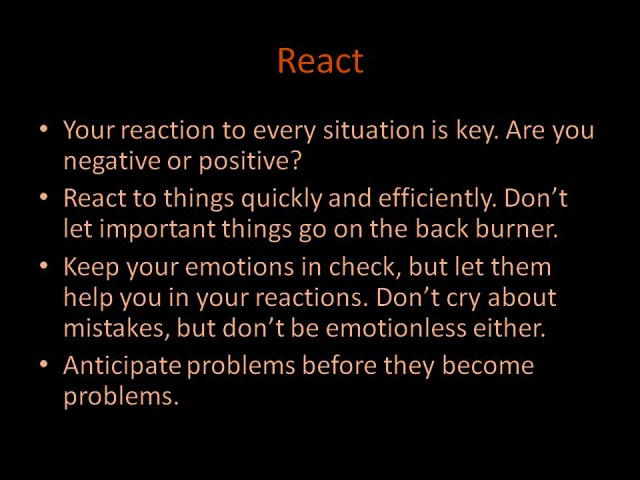 React
• Your reaction to every situation is key. Are you
negative or positive?
• React to things quickly and efficiently. Don’t
let important things go on the back burner.
• Keep your emotions in check, but let them
help you in your reactions. Don’t cry about
mistakes, but don’t be emotionless either.
• Anticipate problems before they become
problems.